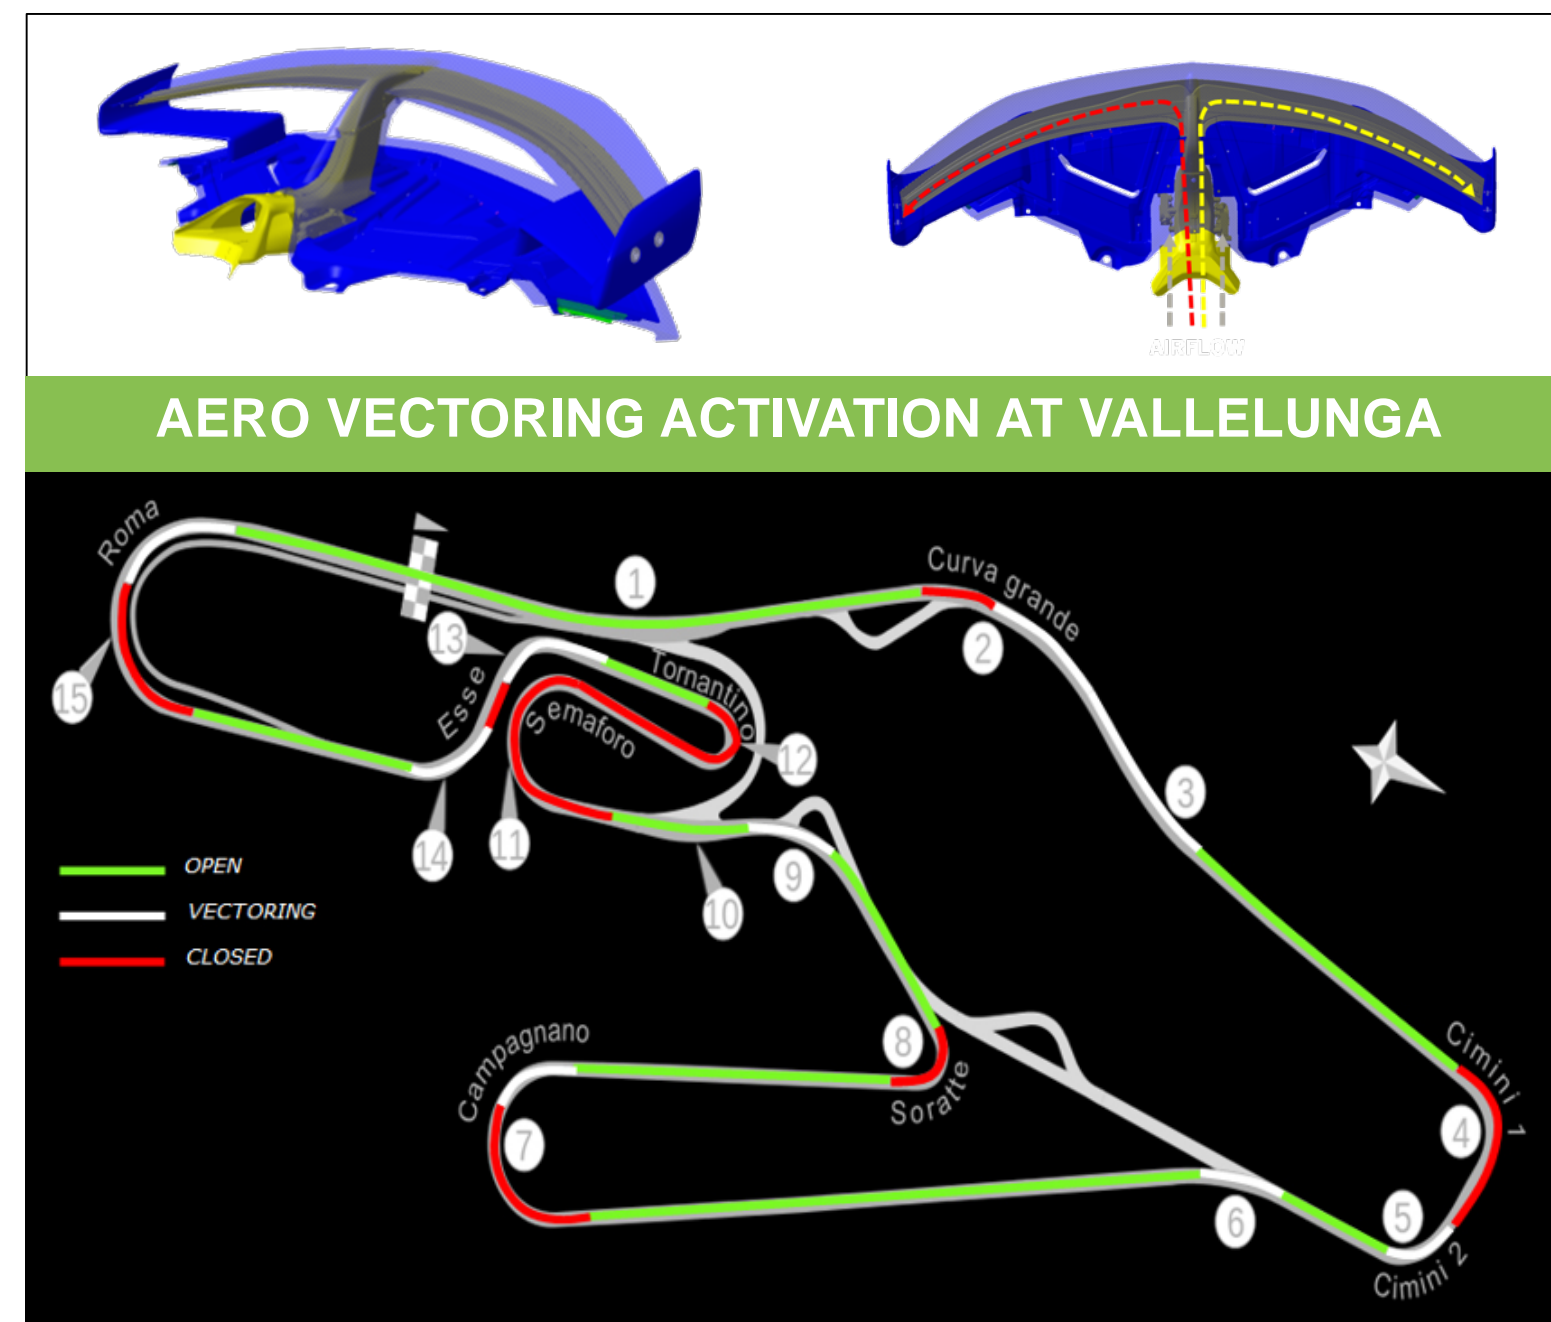 AIRFLOW
AERO VECTORING ACTIVATION AT VALLELUNGA
Roma
1
Curva grande
2
13
Tornantino
Esse
15
Semaforo
12
3
14
11
9
10
OPEN
VECTORING
CLOSED
Campagnano
8
Soratte
Cimini 1
7
4
6
5
Cimini 2